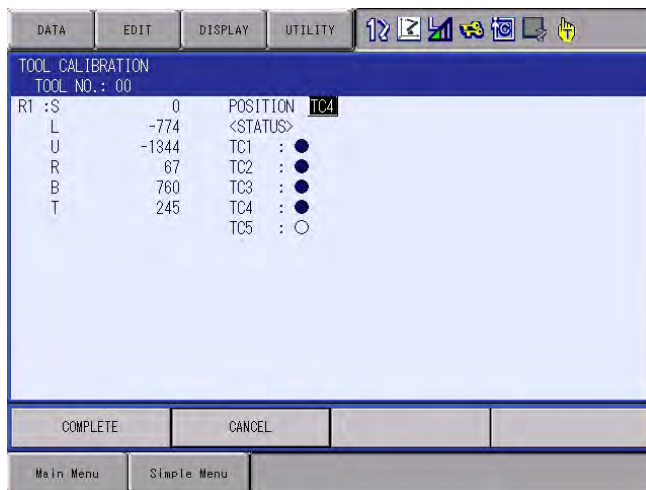 DATA EDIT DISPLAY UTILITY
TOOL CALIBRATION
TOOL NO.: 00
R1 :S 0 POSITION TC4
L -774 <STATUS>
U -1344 TC1 : ●
R 67 TC2 : ●
B 760 TC3 : ●
T 245 TC4 : ●
TC5 : ○
COMPLETE CANCEL
Main Menu Simple Menu